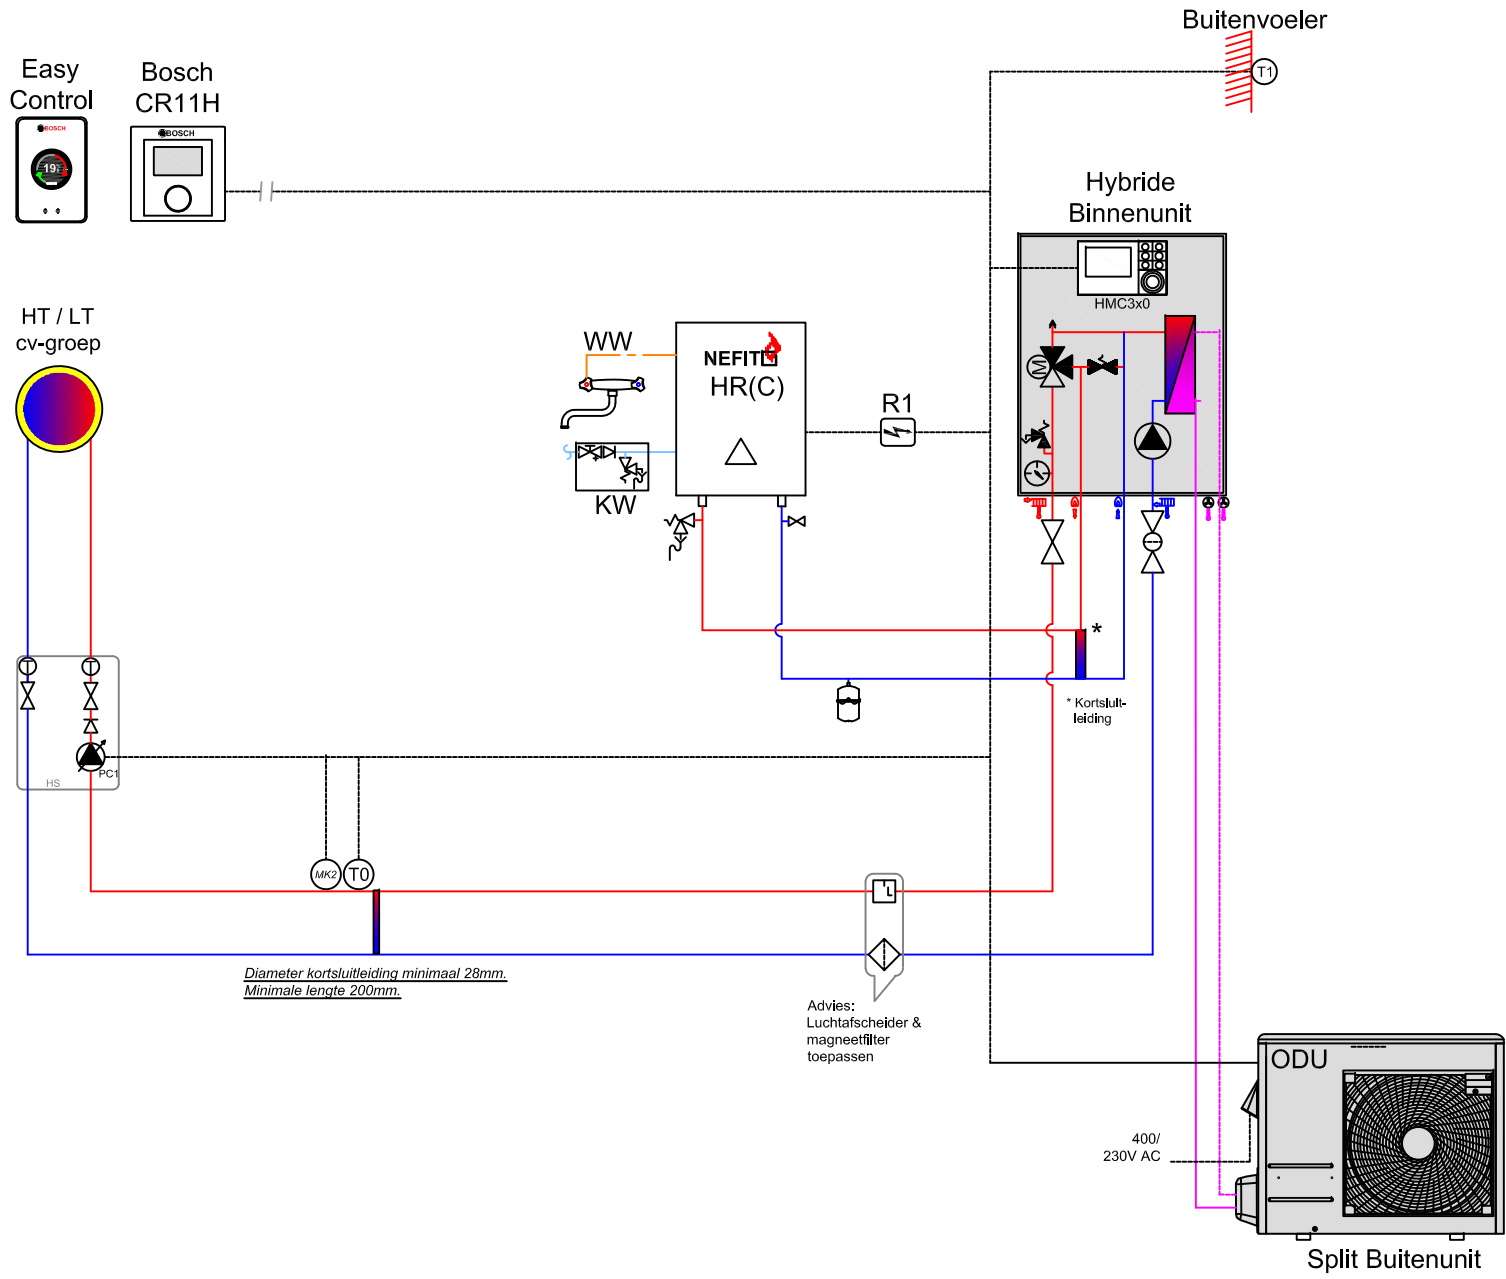 Buitenvoeler
T1
Easy
Control
BOSCH
19
Bosch
CR11H
BOSCH
Hybride
Binnenunit
HMC3x0
M
HT / LT
cv-groep
WW
NEFIT
HR(C)
R1
KW
*
* Kortsluit-
leiding
T
T
PC1
HS
MK2
T0
L
Diameter kortsluitleiding minimaal 28mm.
Minimale lengte 200mm.
Advies:
Luchtafscheider &
magneetfilter
toepassen
ODU
400/
230V AC
Split Buitenunit